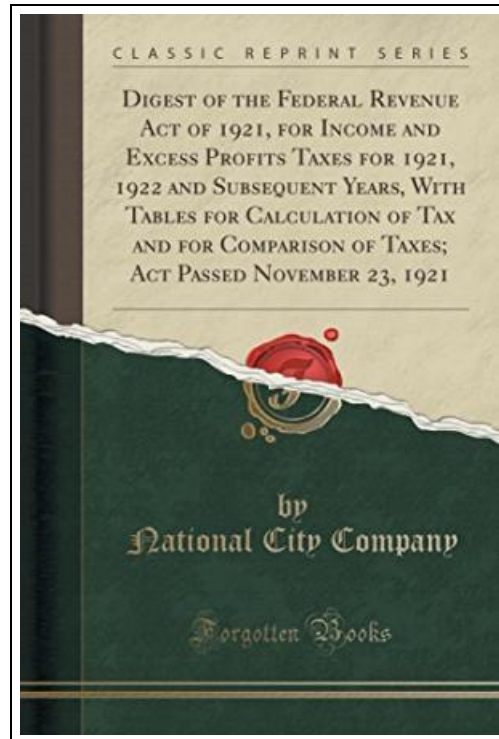 CLASSIC REPRINT SERIES
DIGEST OF THE FEDERAL REVENUE
ACT OF 1921, FOR INCOME AND
EXCESS PROFITS TAXES FOR 1921,
1922 AND SUBSEQUENT YEARS, WITH
TABLES FOR CALCULATION OF TAX
AND FOR COMPARISON OF TAXES;
ACT PASSED NOVEMBER 23, 1921
by
National City Company
Forgotten Books